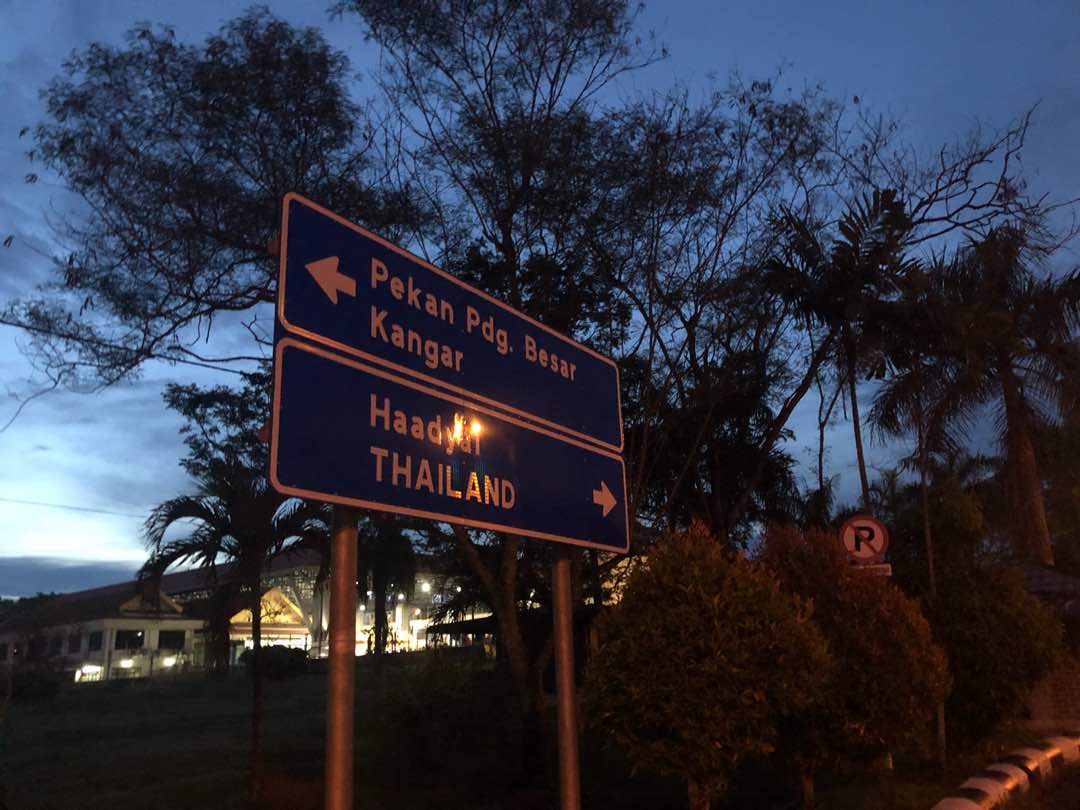 Pekan Pdg. Besar
Kangar
Haadyai
THAILAND
P